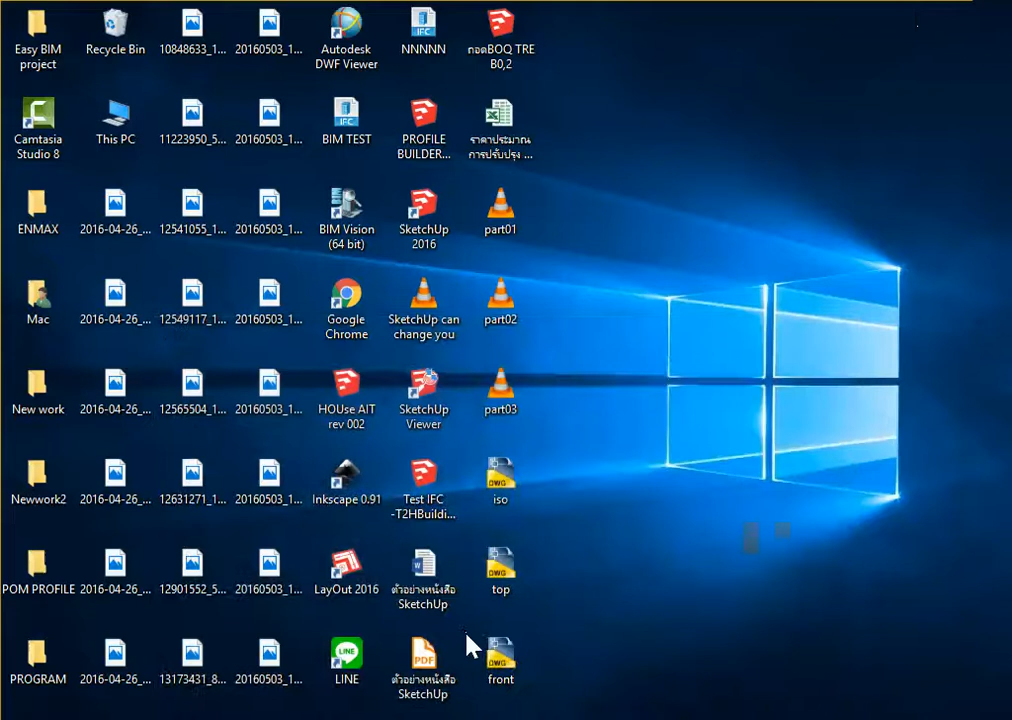 Easy BIM
project
Recycle Bin
10848633_1...
20160503_1...
Autodesk
DWF Viewer
NNNNN
ถอดBOQ TRE
B0,2
Camtasia
Studio 8
This PC
11223950_5...
20160503_1...
BIM TEST
PROFILE
BUILDER...
ราคาประมาณ
การปรับปรุง ...
ENMAX
2016-04-26_...
12541055_1...
20160503_1...
BIM Vision
(64 bit)
SketchUp
2016
part01
Mac
2016-04-26_...
12549117_1...
20160503_1...
Google
Chrome
SketchUp can
change you
part02
New work
2016-04-26_...
12565504_1...
20160503_1...
HOUse AIT
rev 002
SketchUp
Viewer
part03
Newwork2
2016-04-26_...
12631271_1...
20160503_1...
Inkscape 0.91
Test IFC
-T2HBuildi...
iso
POM PROFILE
2016-04-26_...
12901552_5...
20160503_1...
LayOut 2016
ตัวอย่างหนังสือ
SketchUp
top
PROGRAM
2016-04-26_...
13173431_8...
20160503_1...
LINE
ตัวอย่างหนังสือ
SketchUp
front
IFC
IFC
DWG
DWG
LINE
PDF
DWG